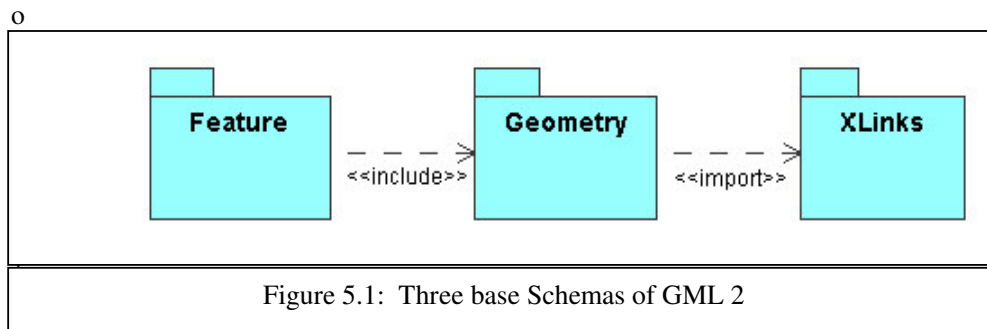 o
Feature
Geometry
XLinks
<<include>>
<<import>>
Figure 5.1: Three base Schemas of GML 2